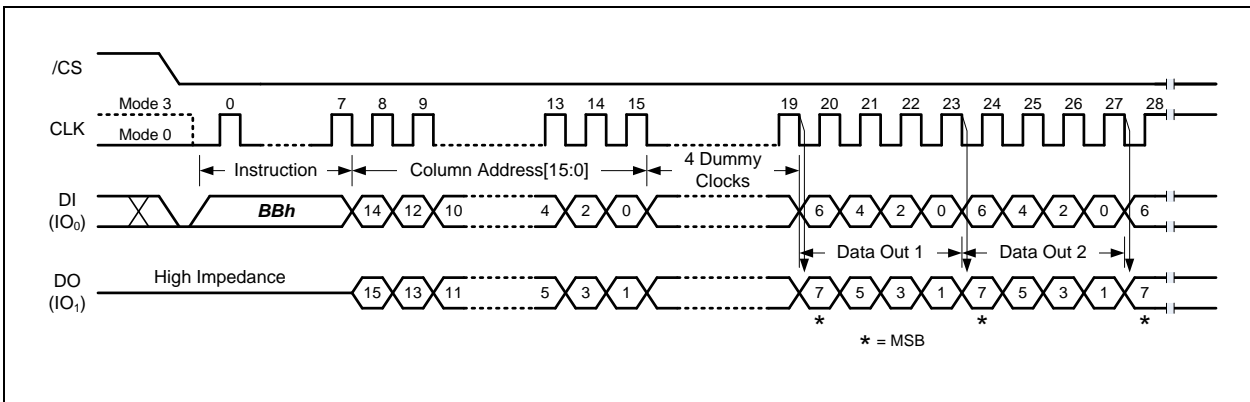 /CS
Mode 3 0 7 8 9 13 14 15 19 20 21 22 23 24 25 26 27 28
CLK
Mode 0
Instruction Column Address[15:0] 4 Dummy Clocks
DI (IO0) BBh 14 12 10 4 2 0 6 4 2 0 6 4 2 0 6
Data Out 1 Data Out 2
DO (IO1) High Impedance 15 13 11 5 3 1 7 5 3 1 7 5 3 1 7
* * *
* = MSB